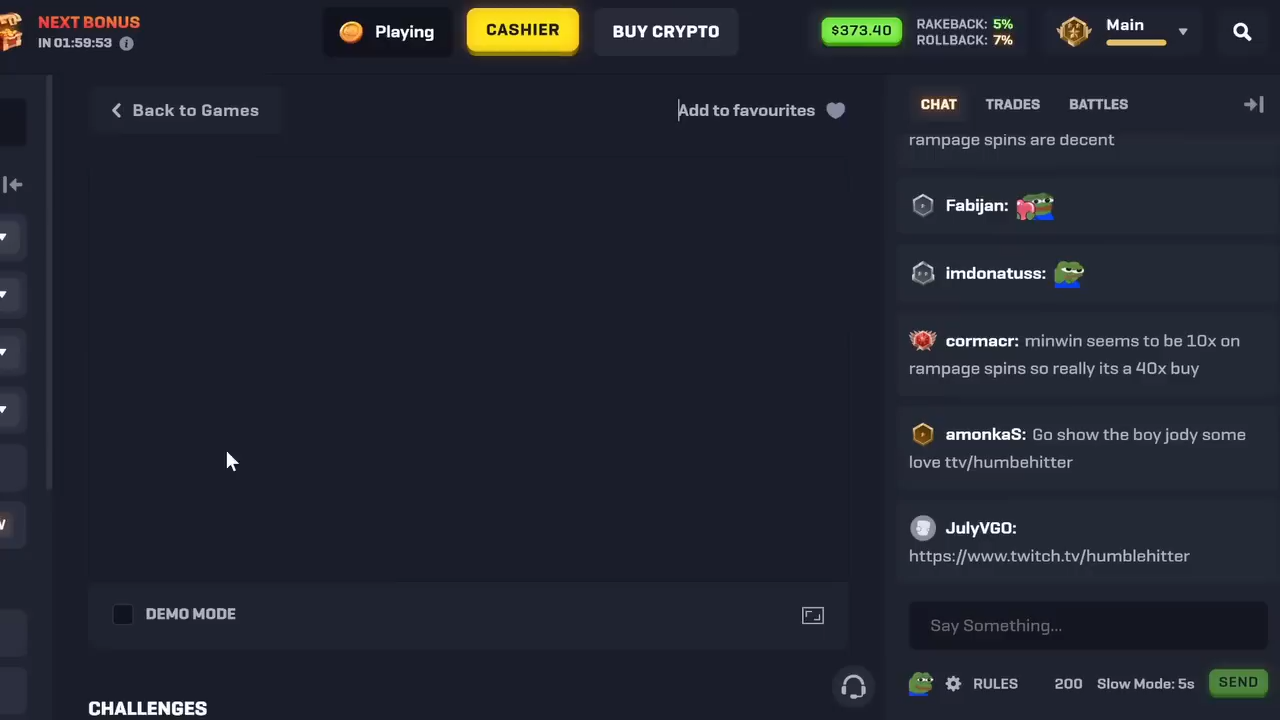 NEXT BONUS
IN 01:59:53
Playing
CASHIER
BUY CRYPTO
$373.40
RAKEBACK: 5%
ROLLBACK: 7%
Main
Back to Games
Add to favourites
DEMO MODE
CHALLENGES
CHAT
TRADES
BATTLES
rampage spins are decent
Fabijan:
imdonatuss:
cormacr: minwin seems to be 10x on
rampage spins so really its a 40x buy
amonkaS: Go show the boy jody some
love ttv/humbehitter
JulyVGO:
https://www.twitch.tv/humblehitter
Say Something...
RULES
200
Slow Mode: 5s
SEND